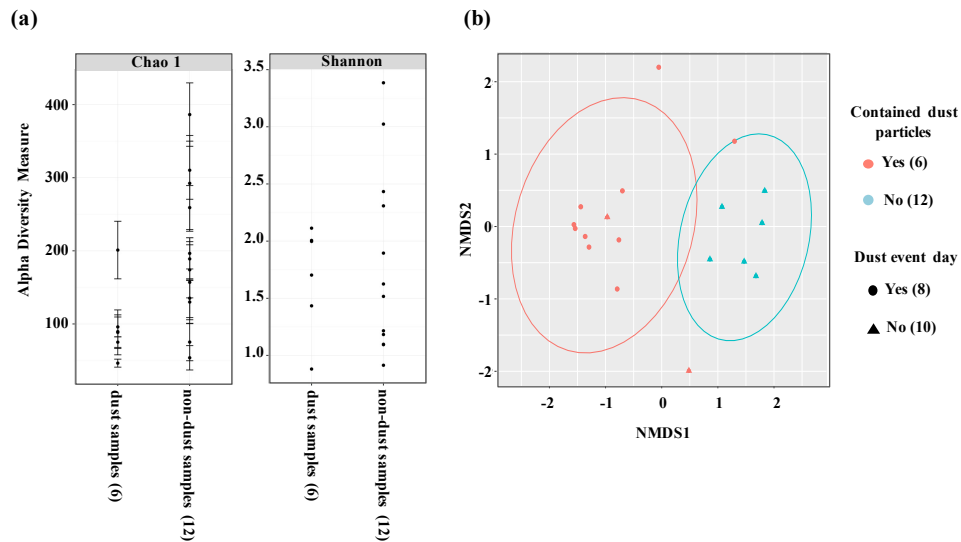 (a)
(b)
Chao 1
Shannon
Alpha Diversity Measure
400
300
200
100
3.5
3.0
2.5
2.0
1.5
1.0
dust samples (6)
non-dust samples (12)
dust samples (6)
non-dust samples (12)
NMDS2
2
1
0
-1
-2
-2
-1
0
1
2
NMDS1
Contained dust
particles
Yes (6)
No (12)
Dust event day
Yes (8)
No (10)